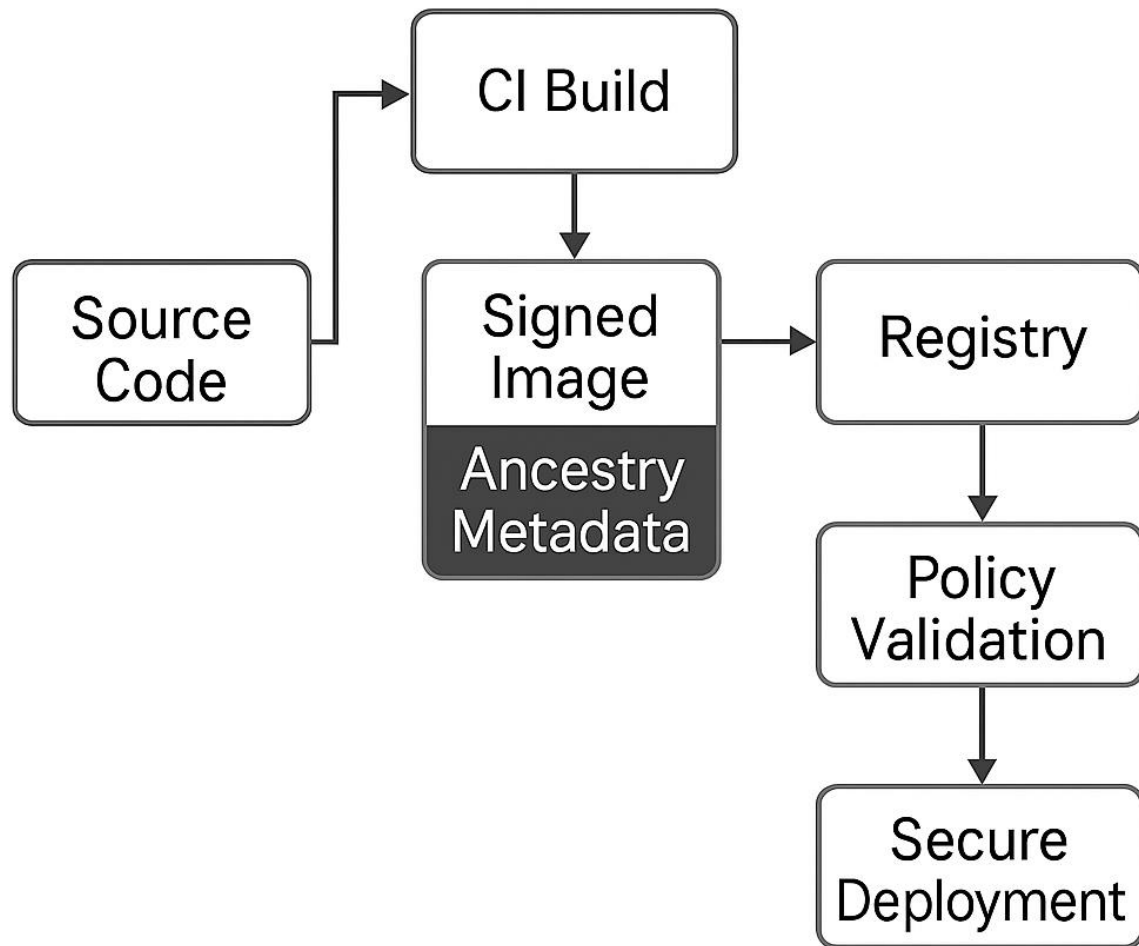 CI Build
Source
Code
Signed
Image
Ancestry
Metadata
Registry
Policy
Validation
Secure
Deployment